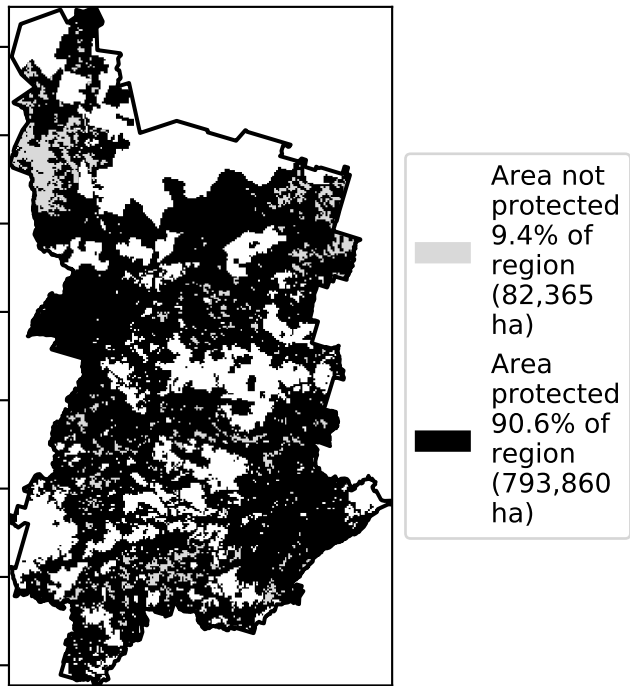 Area not
protected
9.4% of
region
(82,365
ha)
Area
protected
90.6% of
region
(793,860
ha)